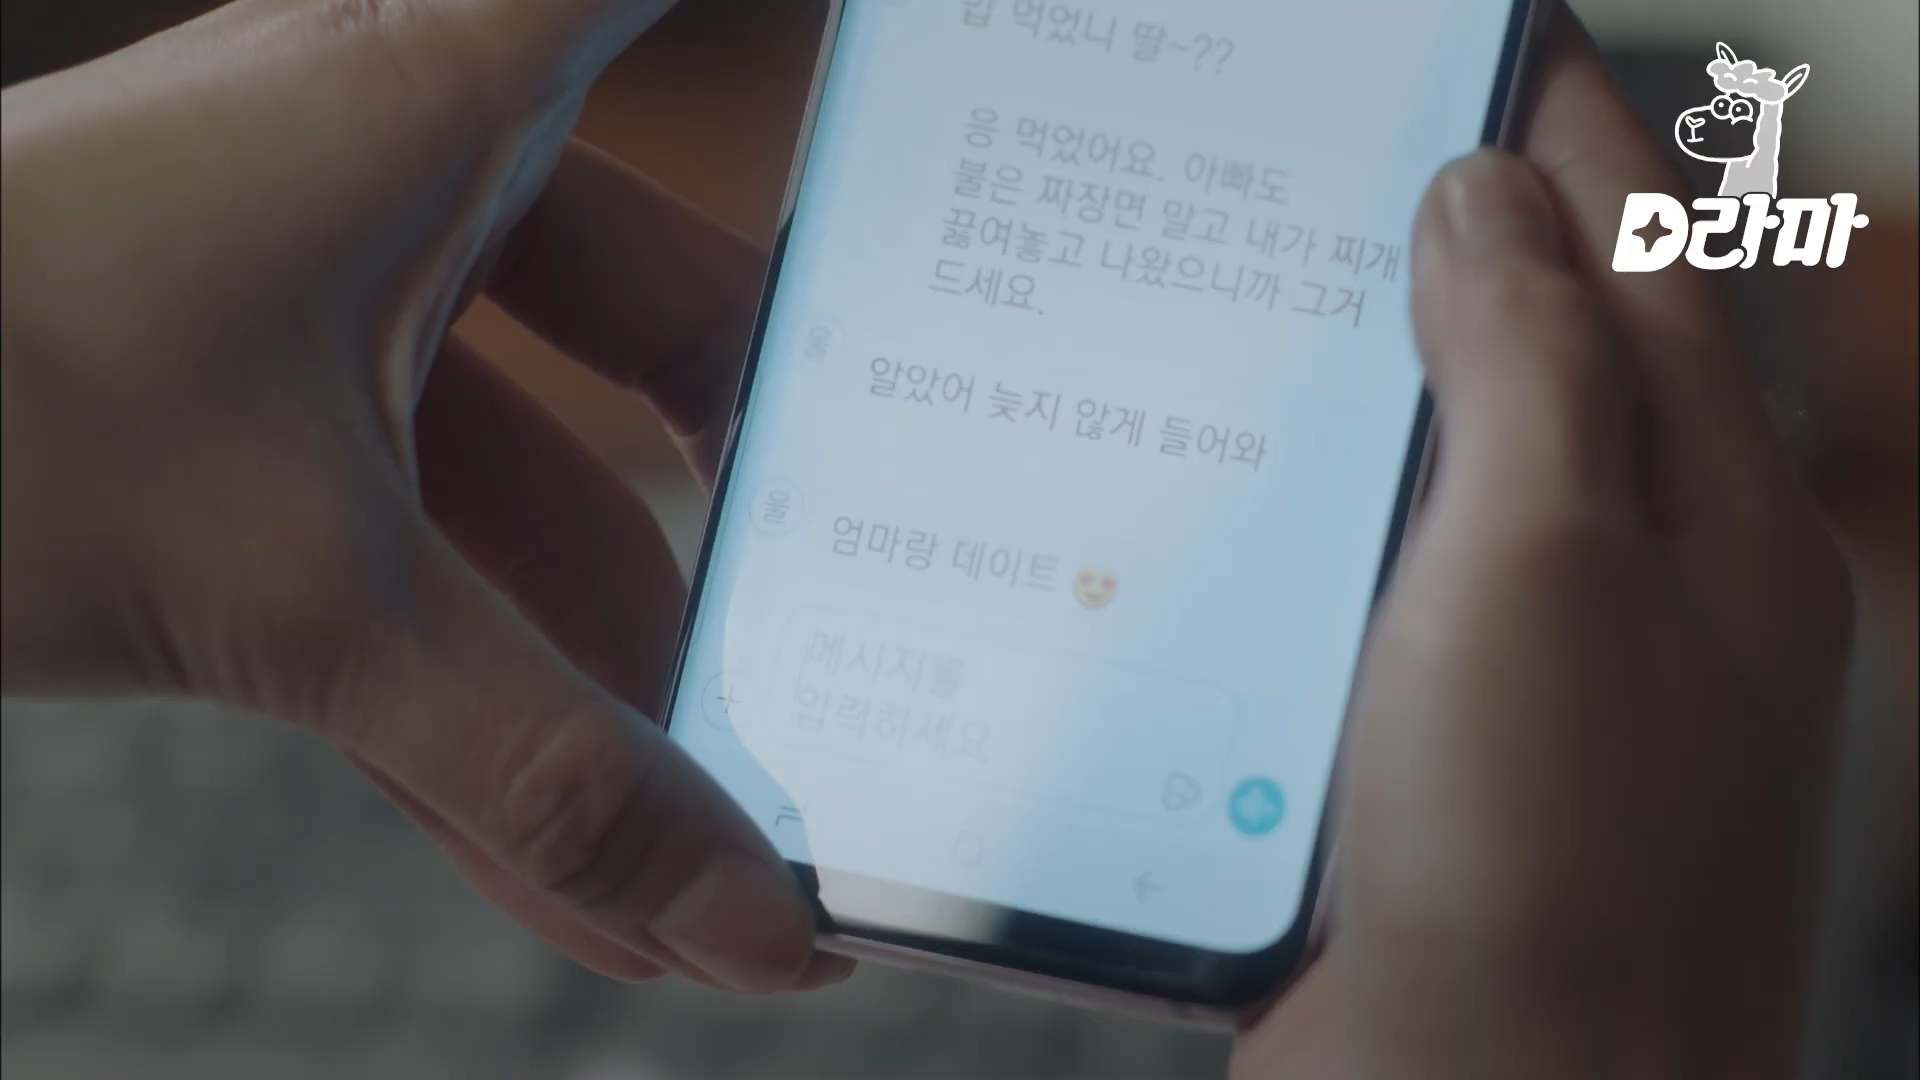 밥 먹었니 딸~??
응 먹었어요. 아빠도
불은 짜장면 말고 내가 찌개
끓여놓고 나왔으니까 그거
드세요.
울
알았어 늦지 않게 들어와
울
엄마랑 데이트 😍
메시지를
입력하세요
D라마